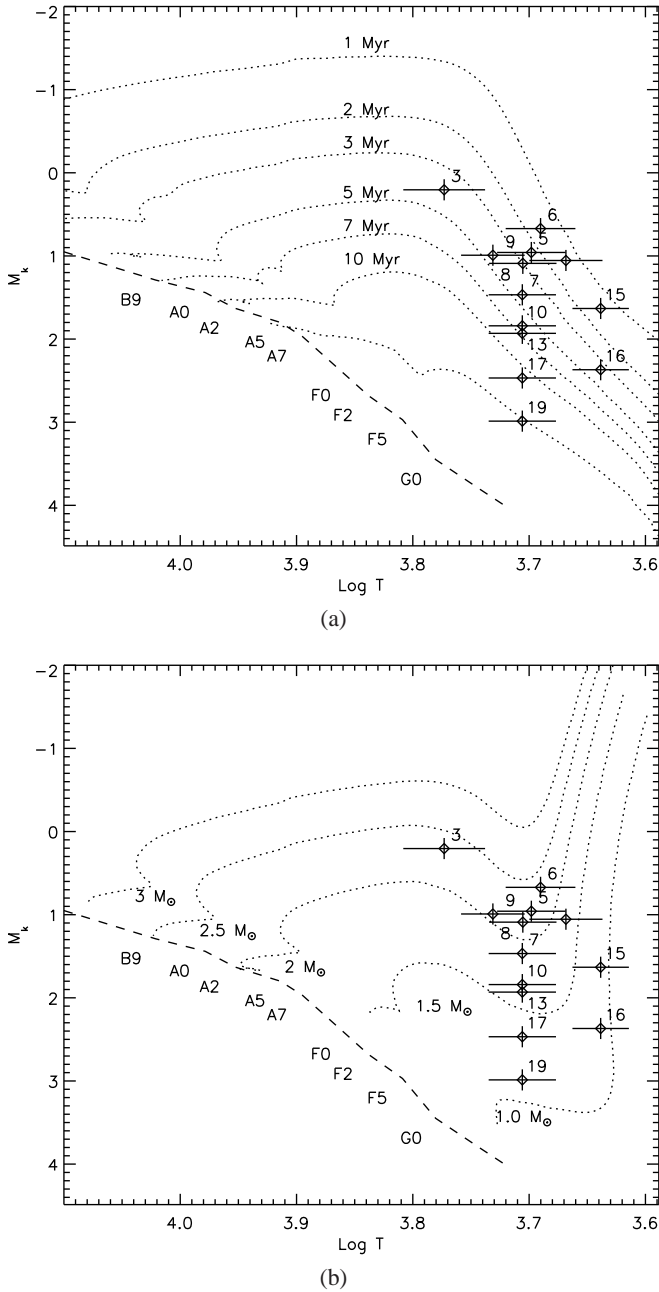 −2
−1
0
1
2
3
4
M_k
1 Myr
2 Myr
3 Myr
5 Myr
7 Myr
10 Myr
3
6
9
5
8
7
10
13
15
16
17
19
B9
A0
A2
A5
A7
F0
F2
F5
G0
4.0
3.9
3.8
3.7
3.6
Log T
(a)
−2
−1
0
1
2
3
4
M_k
3 M⊙
2.5 M⊙
2 M⊙
1.5 M⊙
1.0 M⊙
3
6
9
5
8
7
10
13
15
16
17
19
B9
A0
A2
A5
A7
F0
F2
F5
G0
4.0
3.9
3.8
3.7
3.6
Log T
(b)